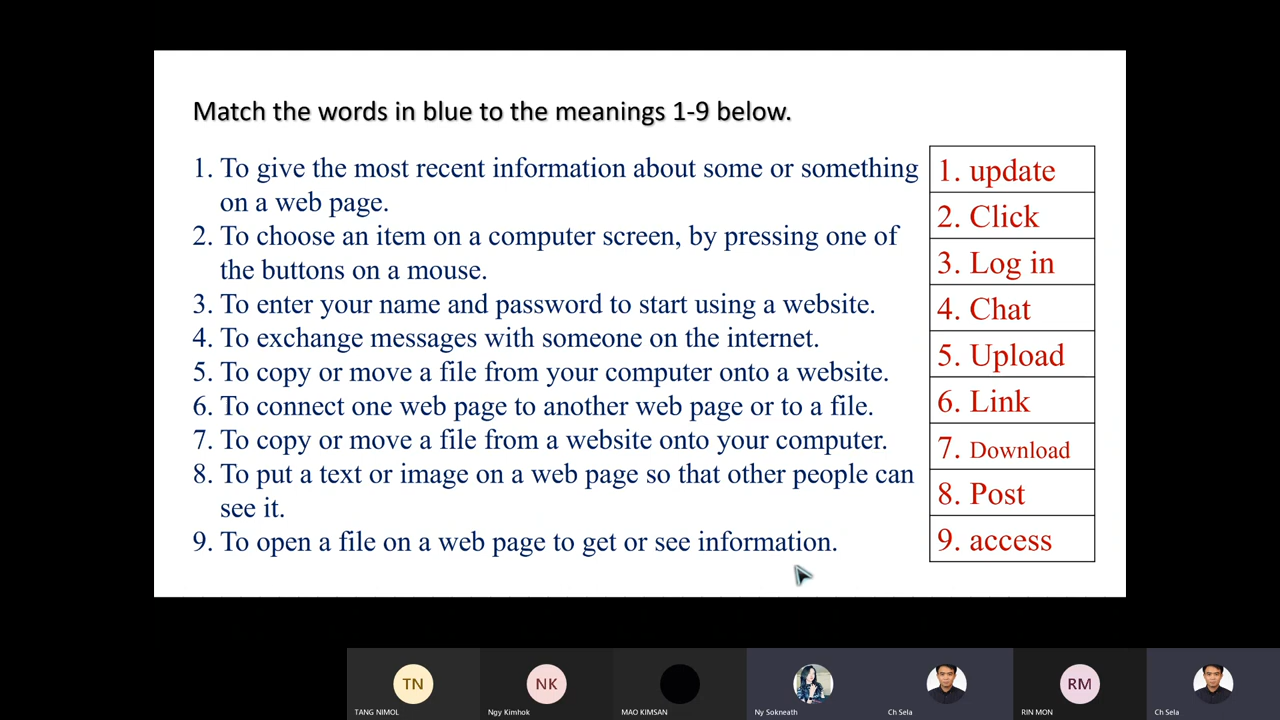 Match the words in blue to the meanings 1-9 below.
1. To give the most recent information about some or something
on a web page.
2. To choose an item on a computer screen, by pressing one of
the buttons on a mouse.
3. To enter your name and password to start using a website.
4. To exchange messages with someone on the internet.
5. To copy or move a file from your computer onto a website.
6. To connect one web page to another web page or to a file.
7. To copy or move a file from a website onto your computer.
8. To put a text or image on a web page so that other people can
see it.
9. To open a file on a web page to get or see information.
1. update
2. Click
3. Log in
4. Chat
5. Upload
6. Link
7. Download
8. Post
9. access
TN
NK
RM
TANG NIMOL
Ngy Kimhok
MAO KIMSAN
Ny Sokneath
Ch Sela
RIN MON
Ch Sela